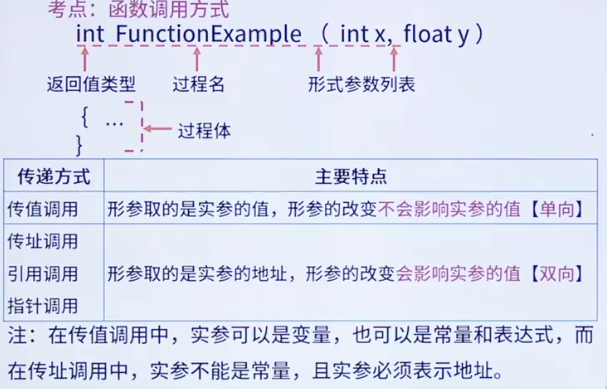 考点：函数调用方式
int FunctionExample （ int x, float y ）
返回值类型 过程名 形式参数列表
{ ...
过程体
}
传递方式 主要特点
传值调用 形参取的是实参的值，形参的改变不会影响实参的值【单向】
传址调用
引用调用 形参取的是实参的地址，形参的改变会影响实参的值【双向】
指针调用
注：在传值调用中，实参可以是变量，也可以是常量和表达式，而
在传址调用中，实参不能是常量，且实参必须表示地址。